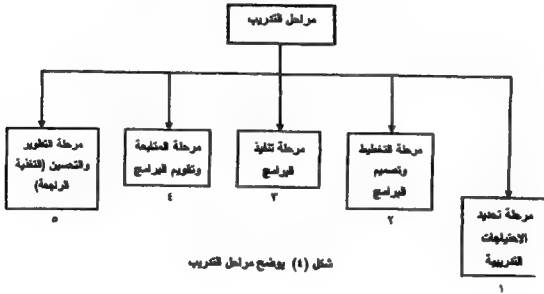 مراحل التدريب
مرحلة تحديد
الاحتياجات
التدريبية
١
مرحلة التخطيط
وتصميم
البرامج
٢
مرحلة تنفيذ
البرامج
٣
مرحلة المتابعة
وتقويم البرامج
٤
مرحلة التطوير
والتحسين (التغذية
الراجعة)
٥
شكل (٤) يوضح مراحل التدريب